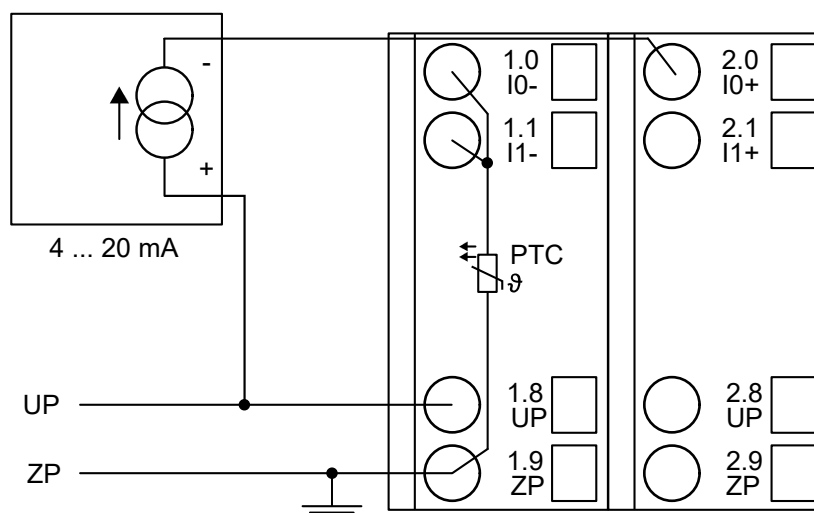 -
+
4 ... 20 mA
1.0
I0-
2.0
I0+
1.1
I1-
2.1
I1+
PTC
ϑ
UP
1.8
UP
2.8
UP
ZP
1.9
ZP
2.9
ZP